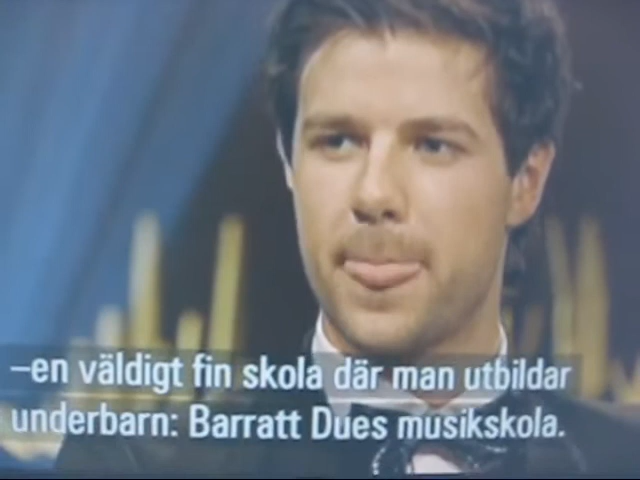 –en väldigt fin skola där man utbildar
underbarn: Barratt Dues musikskola.